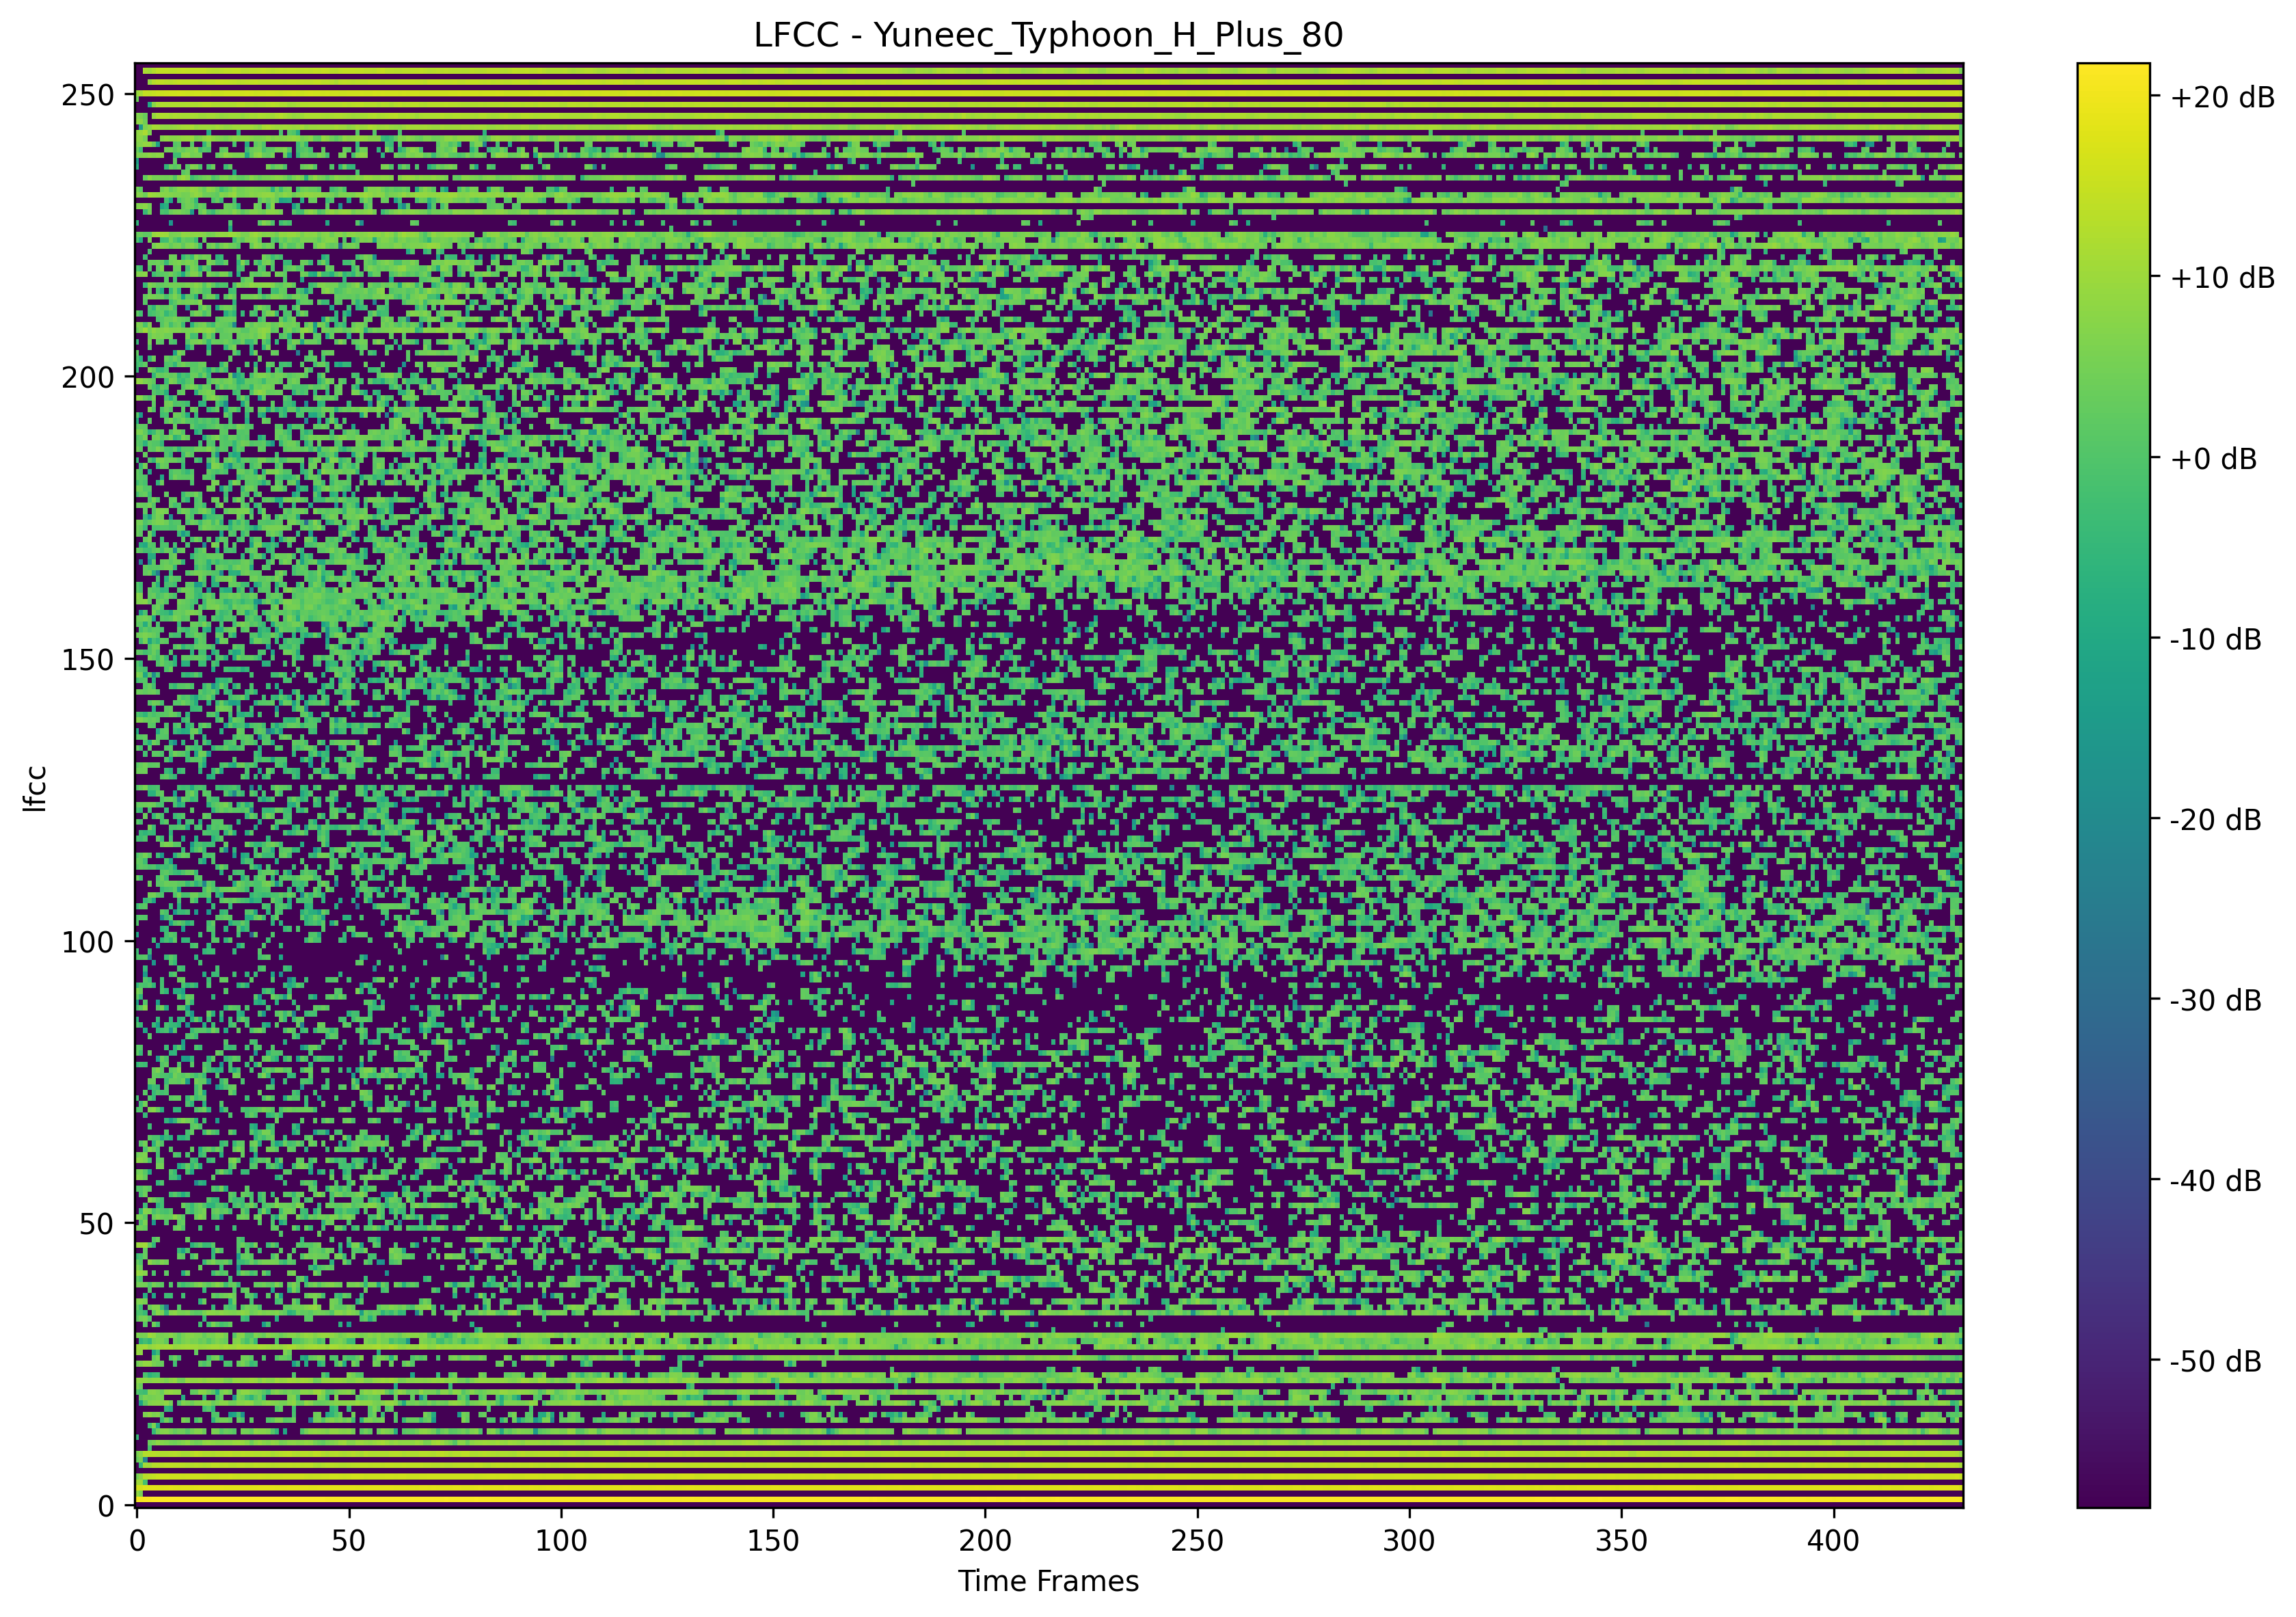 LFCC - Yuneec_Typhoon_H_Plus_80
250
200
150
100
50
0
lfcc
0 50 100 150 200 250 300 350 400
Time Frames
+20 dB
+10 dB
+0 dB
-10 dB
-20 dB
-30 dB
-40 dB
-50 dB